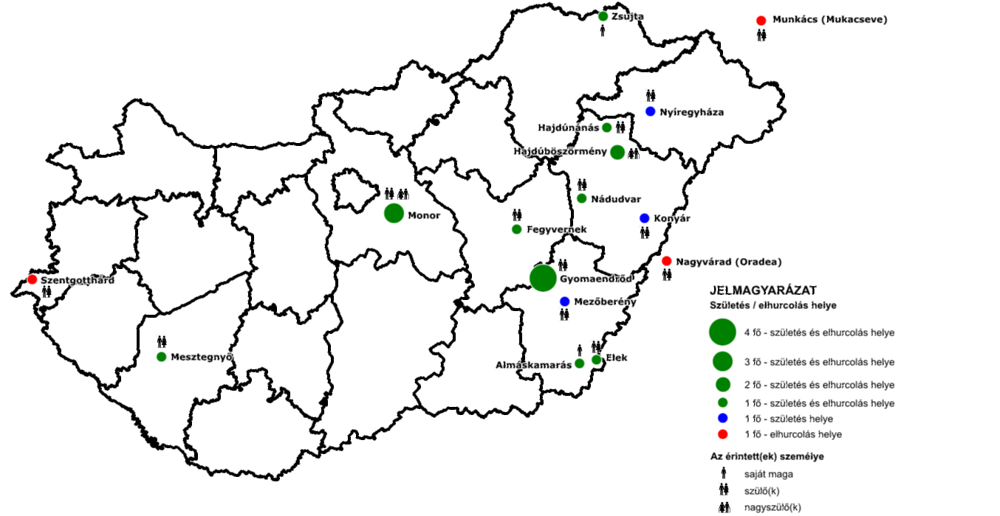 Zsujta
Munkács (Mukacseve)
Nyíregyháza
Hajdúnánás
Hajdúböszörmény
Nádudvar
Monor
Konyár
Fegyvernek
Nagyvárad (Oradea)
Szentgotthárd
Gyomaendrőd
Mezőberény
Mesztegnyő
Elek
Almáskamarás
JELMAGYARÁZAT
Születés / elhurcolás helye
4 fő - születés és elhurcolás helye
3 fő - születés és elhurcolás helye
2 fő - születés és elhurcolás helye
1 fő - születés és elhurcolás helye
1 fő - születés helye
1 fő - elhurcolás helye
Az érintett(ek) személye
saját maga
szülő(k)
nagyszülő(k)